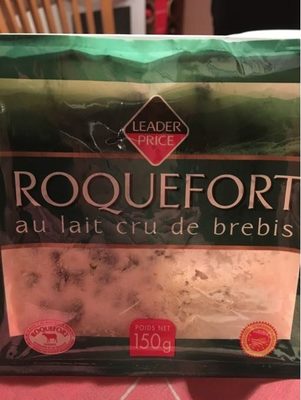 LEADER
PRICE
ROQUEFORT
au lait cru de brebis
ROQUEFORT
POIDS NET
150g